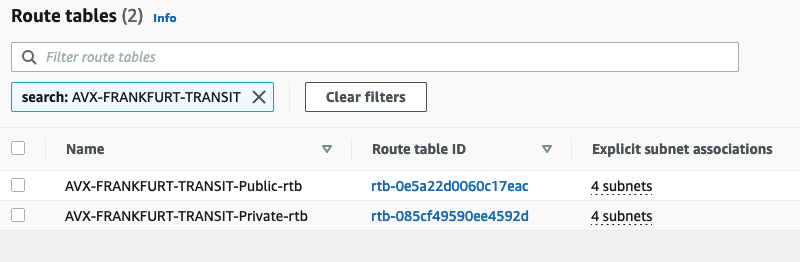 Route tables (2) Info
Filter route tables
search: AVX-FRANKFURT-TRANSIT Clear filters
Name Route table ID Explicit subnet associations
AVX-FRANKFURT-TRANSIT-Public-rtb rtb-0e5a22d0060c17eac 4 subnets
AVX-FRANKFURT-TRANSIT-Private-rtb rtb-085cf49590ee4592d 4 subnets